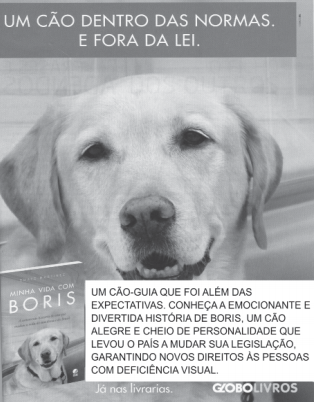 UM CÃO DENTRO DAS NORMAS.
E FORA DA LEI.
MINHA VIDA COM
BORIS
UM CÃO-GUIA QUE FOI ALÉM DAS
EXPECTATIVAS. CONHEÇA A EMOCIONANTE E
DIVERTIDA HISTÓRIA DE BORIS, UM CÃO
ALEGRE E CHEIO DE PERSONALIDADE QUE
LEVOU O PAÍS A MUDAR SUA LEGISLAÇÃO,
GARANTINDO NOVOS DIREITOS ÀS PESSOAS
COM DEFICIÊNCIA VISUAL.
Já nas livrarias.
GLOBOLIVROS